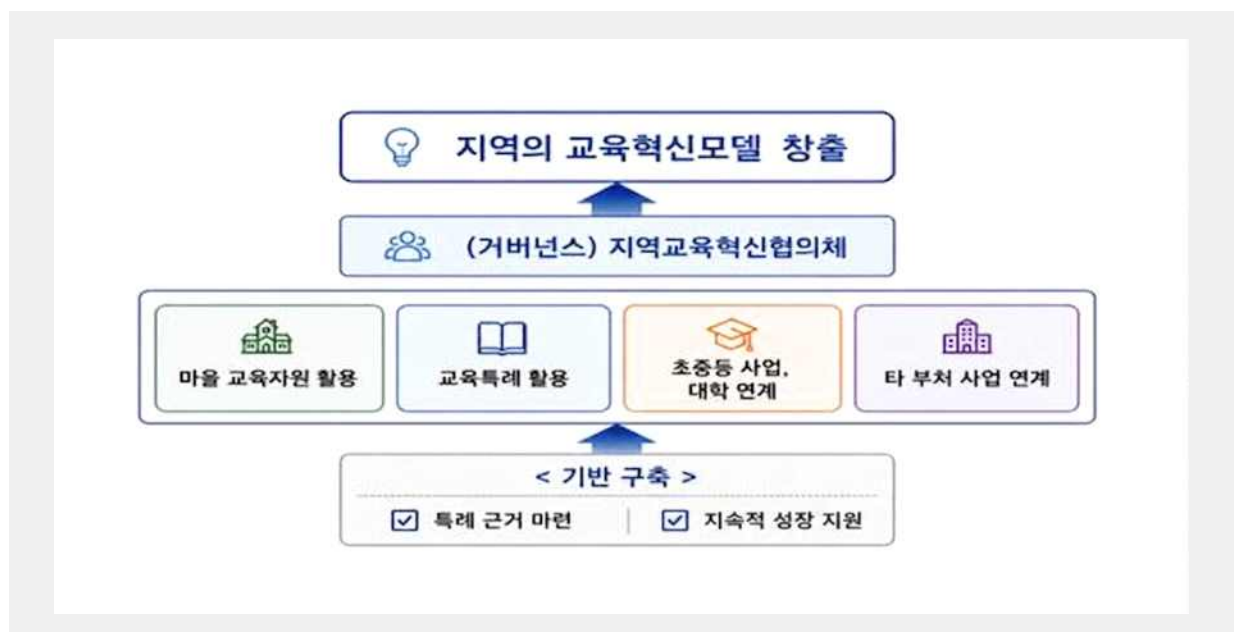 지역의 교육혁신모델 창출
(거버넌스) 지역교육혁신협의체
마을 교육자원 활용
교육특례 활용
초중등 사업,
대학 연계
타 부처 사업 연계
< 기반 구축 >
특례 근거 마련
지속적 성장 지원